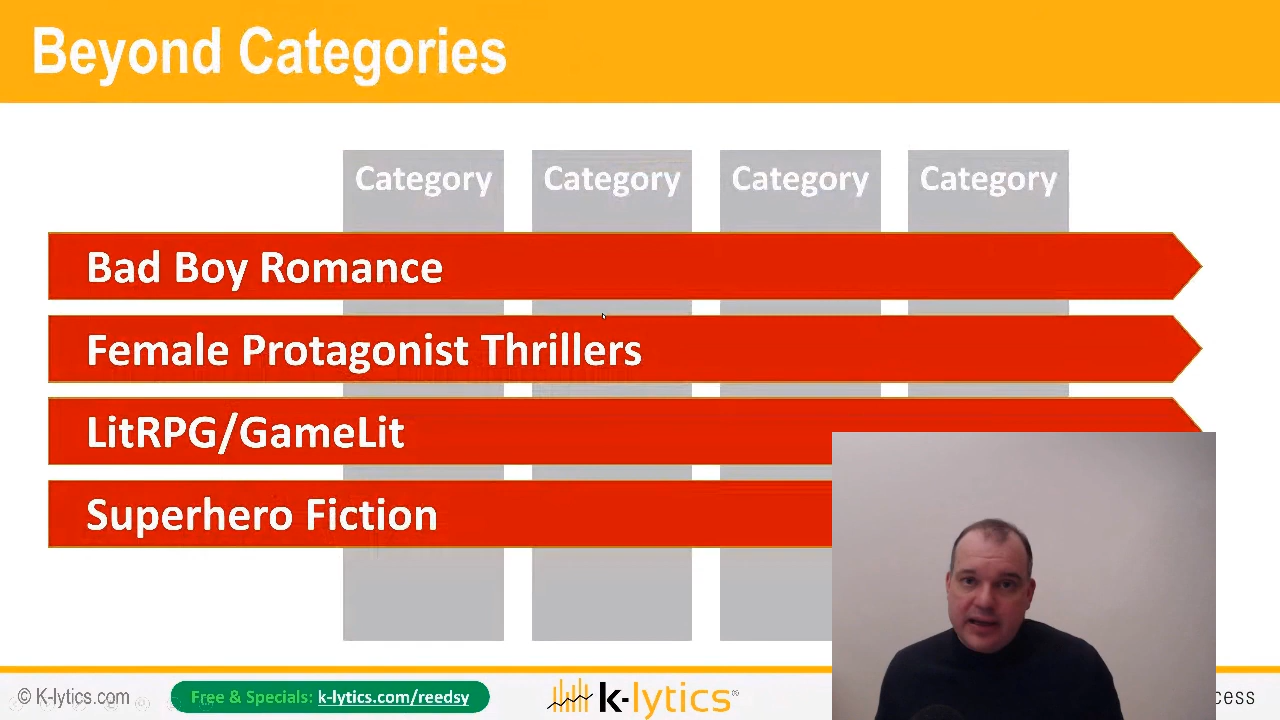 Beyond Categories
Category Category Category Category
Bad Boy Romance
Female Protagonist Thrillers
LitRPG/GameLit
Superhero Fiction
© K-lytics.com
Free & Specials: k-lytics.com/reedsy
k-lytics®
cess